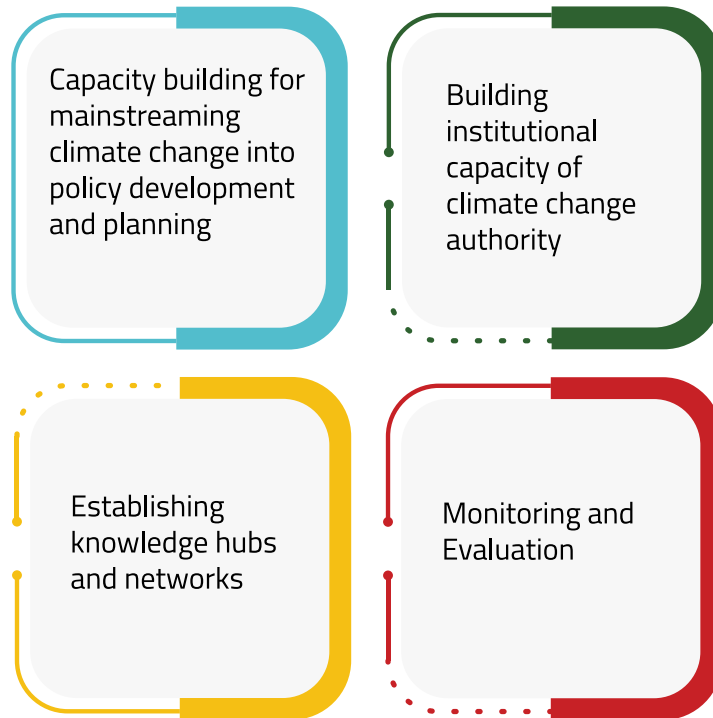 Capacity building for
mainstreaming
climate change into
policy development
and planning
Building
institutional
capacity of
climate change
authority
Establishing
knowledge hubs
and networks
Monitoring and
Evaluation